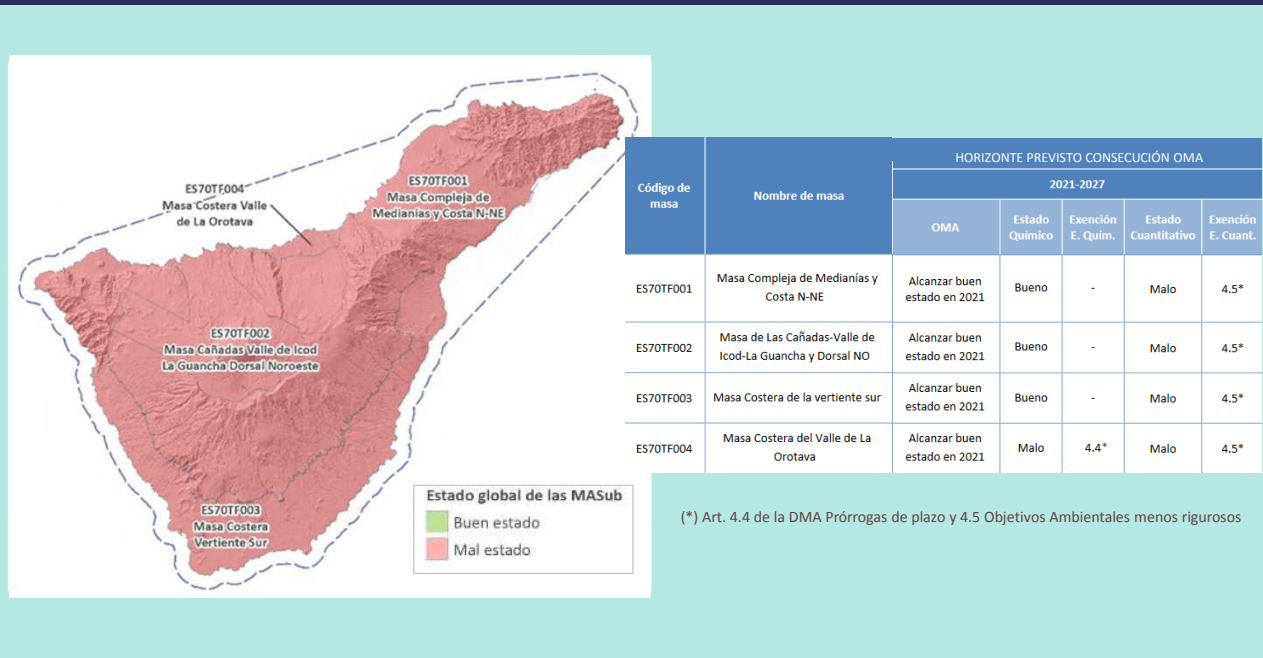 ES70TF004
Masa Costera Valle
de La Orotava
ES70TF001
Masa Compleja de
Medianías y Costa N-NE
ES70TF002
Masa Cañadas Valle de Icod
La Guancha Dorsal Noroeste
ES70TF003
Masa Costera
Vertiente Sur
Estado global de las MASub
Buen estado
Mal estado
Código de masa Nombre de masa HORIZONTE PREVISTO CONSECUCIÓN OMA
2021-2027
OMA Estado Químico Exención E. Quím. Estado Cuantitativo Exención E. Cuant.
ES70TF001 Masa Compleja de Medianías y Costa N-NE Alcanzar buen estado en 2021 Bueno - Malo 4.5*
ES70TF002 Masa de Las Cañadas-Valle de Icod-La Guancha y Dorsal NO Alcanzar buen estado en 2021 Bueno - Malo 4.5*
ES70TF003 Masa Costera de la vertiente sur Alcanzar buen estado en 2021 Bueno - Malo 4.5*
ES70TF004 Masa Costera del Valle de La Orotava Alcanzar buen estado en 2021 Malo 4.4* Malo 4.5*
(*) Art. 4.4 de la DMA Prórrogas de plazo y 4.5 Objetivos Ambientales menos rigurosos